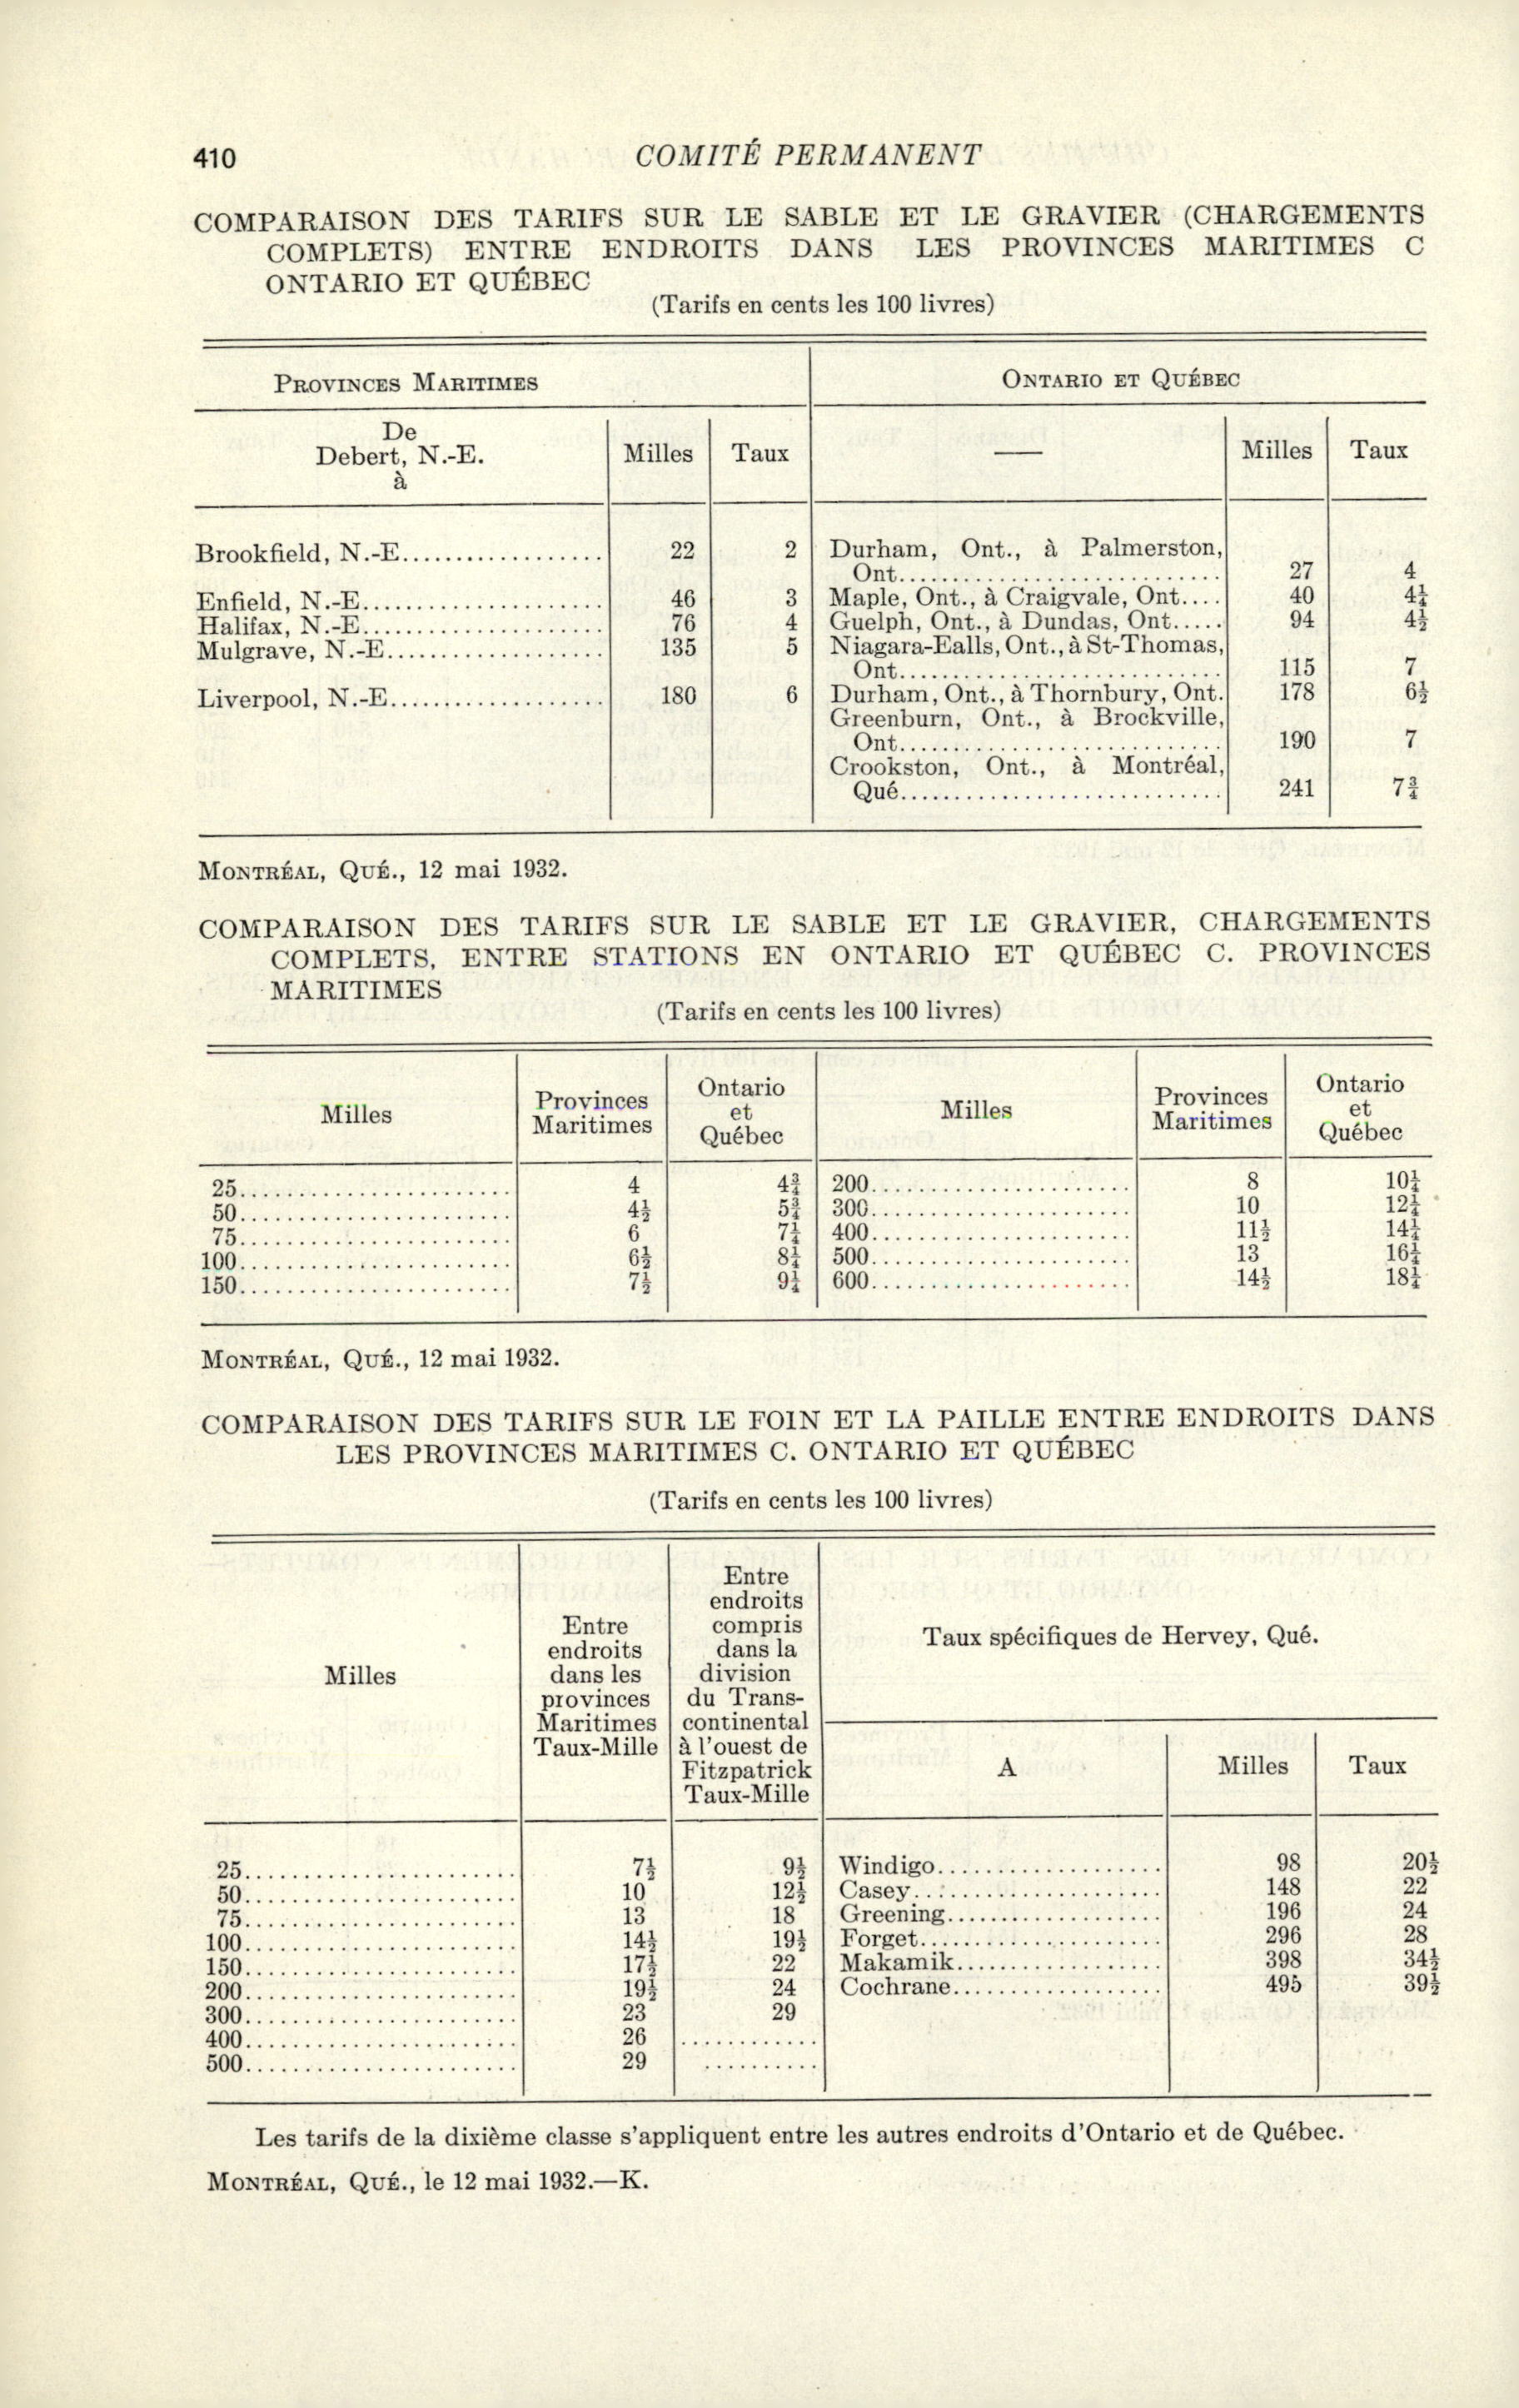 410 COMITÉ PERMANENT
COMPARAISON DES TARIFS SUR LE SABLE ET LE GRAVIER (CHARGEMENTS
COMPLETS) ENTRE ENDROITS DANS LES PROVINCES MARITIMES C
ONTARIO ET QUÉBEC
(Tarifs en cents les 100 livres)
PROVINCES MARITIMES ONTARIO ET QUÉBEC
De
Debert, N.-E. Milles Taux — Milles Taux
à
Brookfield, N.-E. 22 2 Durham, Ont., à Palmerston,
Ont. 27 4
Enfield, N.-E. 46 3 Maple, Ont., à Craigvale, Ont. 40 4½
Halifax, N.-E. 76 4 Guelph, Ont., à Dundas, Ont. 94 4½
Mulgrave, N.-E. 135 5 Niagara-Ealls, Ont., à St-Thomas,
Ont. 115 7
Liverpool, N.-E. 180 6 Durham, Ont., à Thornbury, Ont. 178 6½
Greenburn, Ont., à Brockville,
Ont. 190 7
Crookston, Ont., à Montréal,
Qué. 241 7¾
MONTRÉAL, QUÉ., 12 mai 1932.
COMPARAISON DES TARIFS SUR LE SABLE ET LE GRAVIER, CHARGEMENTS
COMPLETS, ENTRE STATIONS EN ONTARIO ET QUÉBEC C. PROVINCES
MARITIMES
(Tarifs en cents les 100 livres)
Milles Provinces Maritimes Ontario et Québec Milles Provinces Maritimes Ontario et Québec
25 4 4¾ 200 8 10½
50 4½ 5¾ 300 10 12½
75 6 7½ 400 11½ 14½
100 6½ 8½ 500 13 16½
150 7½ 9½ 600 14½ 18½
MONTRÉAL, QUÉ., 12 mai 1932.
COMPARAISON DES TARIFS SUR LE FOIN ET LA PAILLE ENTRE ENDROITS DANS
LES PROVINCES MARITIMES C. ONTARIO ET QUÉBEC
(Tarifs en cents les 100 livres)
Milles
Entre
endroits
dans les
provinces
Maritimes
Taux-Mille
Entre
endroits
compris
dans la
division
du Trans-
continental
à l'ouest de
Fitzpatrick
Taux-Mille
Taux spécifiques de Hervey, Qué.
A Milles Taux
25 7½ 9½ Windigo 98 20½
50 10 12½ Casey 148 22
75 13 18 Greening 196 24
100 14½ 19½ Forget 296 28
150 17½ 22 Makamik 398 34½
200 19½ 24 Cochrane 495 39½
300 23 29
400 26
500 29
Les tarifs de la dixième classe s'appliquent entre les autres endroits d'Ontario et de Québec.
MONTRÉAL, QUÉ., le 12 mai 1932.—K.